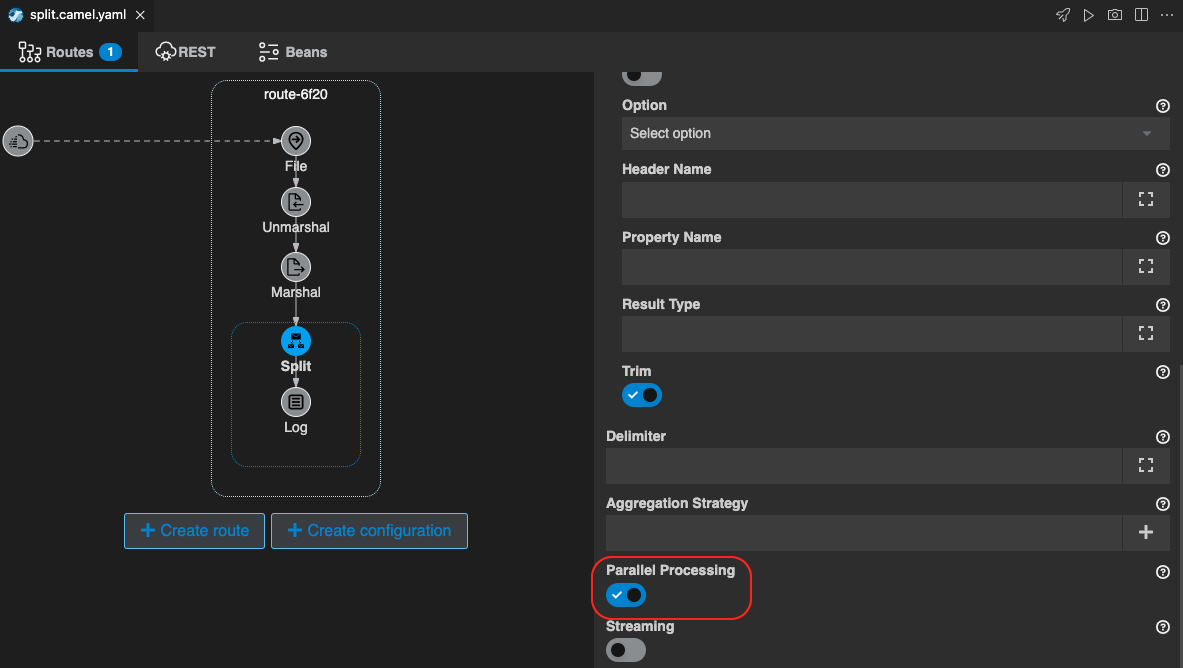 split.camel.yaml
Routes 1 REST Beans
route-6f20
File
Unmarshal
Marshal
Split
Log
Create route Create configuration
Option
Select option
Header Name
Property Name
Result Type
Trim
Delimiter
Aggregation Strategy
Parallel Processing
Streaming